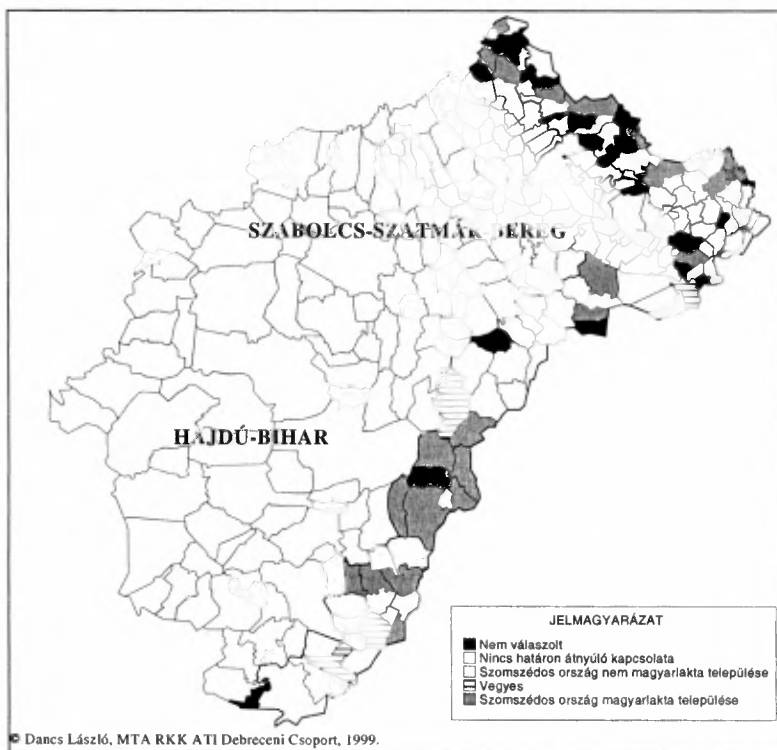 SZABOLCS-SZATMÁR-BEREG
HAJDÚ-BIHAR
JELMAGYARÁZAT
Nem válaszolt
Nincs határon átnyúló kapcsolata
Szomszédos ország nem magyarlakta települése
Vegyes
Szomszédos ország magyarlakta települése
© Dancs László, MTA RKK ATI Debreceni Csoport, 1999.